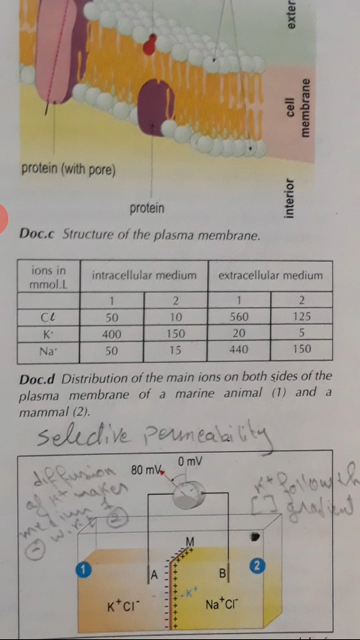 exter
cell
membrane
interior
protein (with pore)
protein
Doc.c Structure of the plasma membrane.
ions in mmol.L intracellular medium extracellular medium
1 2 1 2
Cℓ⁻ 50 10 560 125
K⁺ 400 150 20 5
Na⁺ 50 15 440 150
Doc.d Distribution of the main ions on both sides of the
plasma membrane of a marine animal (1) and a
mammal (2).
selective permeability
diffusion
of K+ makes
medium 1
⊖ w.r.t ②
80 mV 0 mV
K+ follow
[ ] gradient
M
1 2
A B
K⁺
K⁺Cl⁻ Na⁺Cl⁻